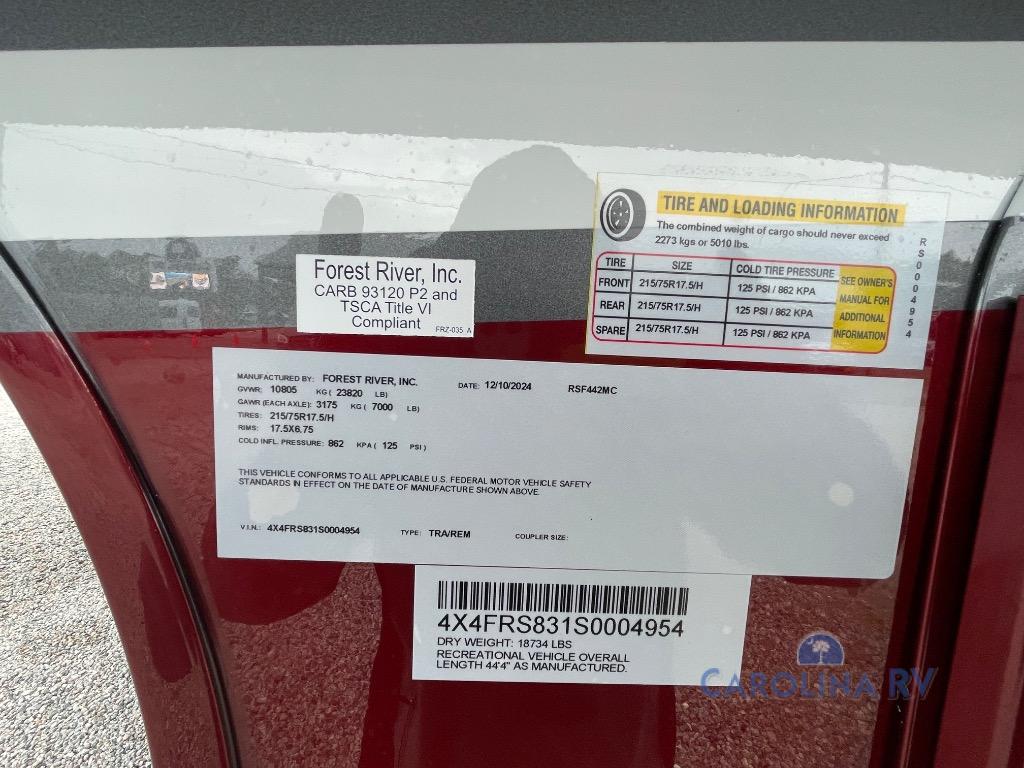 Forest River, Inc.
CARB 93120 P2 and
TSCA Title VI
Compliant
FRZ-035 A
TIRE AND LOADING INFORMATION
The combined weight of cargo should never exceed
2273 kgs or 5010 lbs.
TIRE SIZE COLD TIRE PRESSURE
FRONT 215/75R17.5/H 125 PSI / 862 KPA
REAR 215/75R17.5/H 125 PSI / 862 KPA
SPARE 215/75R17.5/H 125 PSI / 862 KPA
SEE OWNER'S
MANUAL FOR
ADDITIONAL
INFORMATION
RS0004954
MANUFACTURED BY: FOREST RIVER, INC. DATE: 12/10/2024 RSF442MC
GVWR: 10805 KG ( 23820 LB)
GAWR (EACH AXLE): 3175 KG ( 7000 LB)
TIRES: 215/75R17.5/H
RIMS: 17.5X6.75
COLD INFL. PRESSURE: 862 KPA ( 125 PSI )
THIS VEHICLE CONFORMS TO ALL APPLICABLE U.S. FEDERAL MOTOR VEHICLE SAFETY
STANDARDS IN EFFECT ON THE DATE OF MANUFACTURE SHOWN ABOVE.
V.I.N.: 4X4FRS831S0004954 TYPE: TRA/REM COUPLER SIZE:
4X4FRS831S0004954
DRY WEIGHT: 18734 LBS
RECREATIONAL VEHICLE OVERALL
LENGTH 44'4" AS MANUFACTURED.
CAROLINA RV